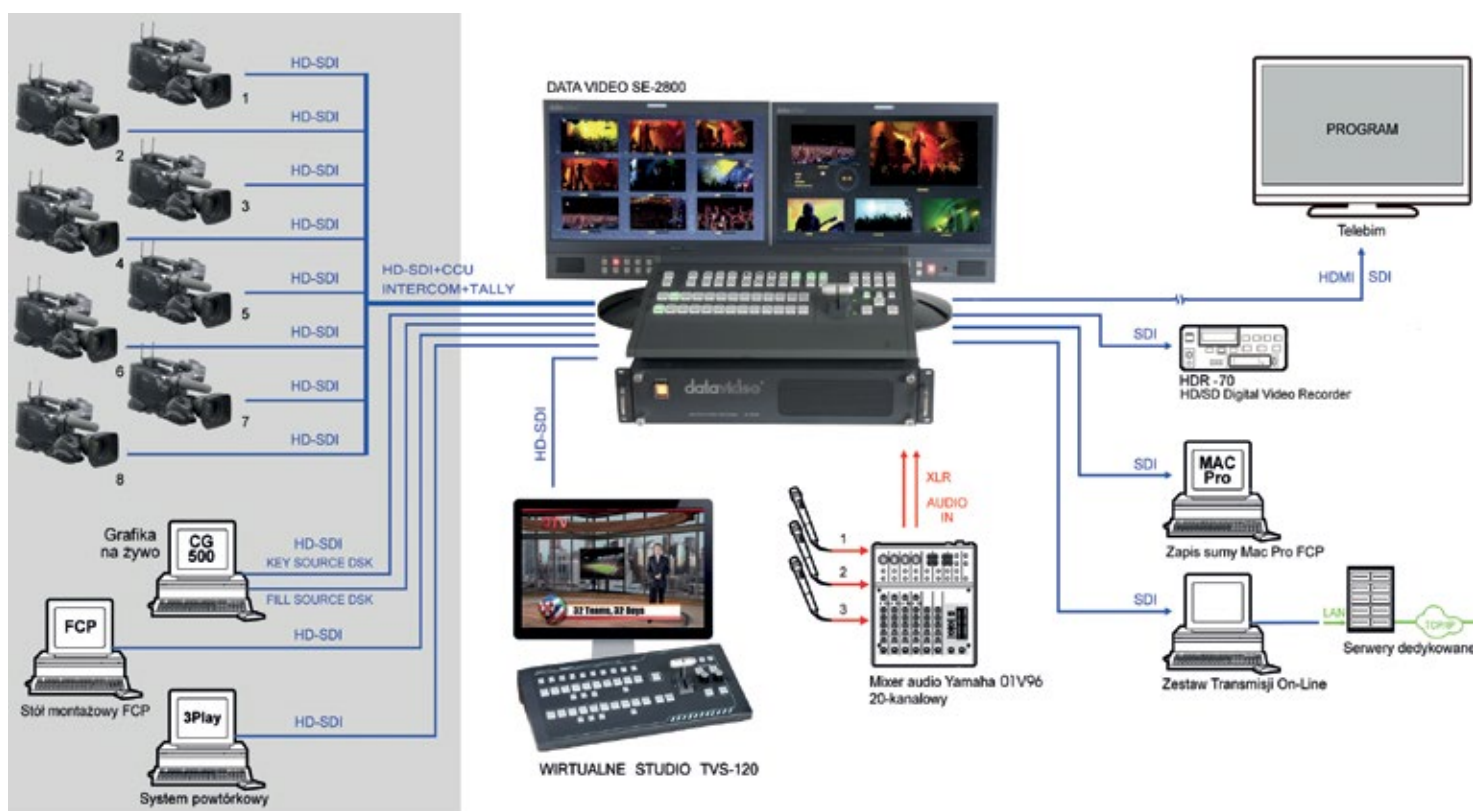 HD-SDI
1
HD-SDI
2
HD-SDI
3
HD-SDI
4
HD-SDI
5
HD-SDI
6
HD-SDI
7
HD-SDI
8
HD-SDI+CCU
INTERCOM+TALLY
Grafika
na żywo
CG
500
HD-SDI
KEY SOURCE DSK
FILL SOURCE DSK
FCP
HD-SDI
Stół montażowy FCP
3Play
HD-SDI
System powtórkowy
DATA VIDEO SE-2800
datavideo
HD-SDI
32 Teams, 32 Days
WIRTUALNE STUDIO TVS-120
XLR
AUDIO
IN
1
2
3
Mixer audio Yamaha 01V96
20-kanalowy
PROGRAM
Telebim
HDMI
SDI
SDI
HDR -70
HD/SD Digital Video Recorder
SDI
MAC
Pro
Zapis sumy Mac Pro FCP
SDI
Zestaw Transmisji On-Line
LAN
TCP/IP
Serwery dedykowane